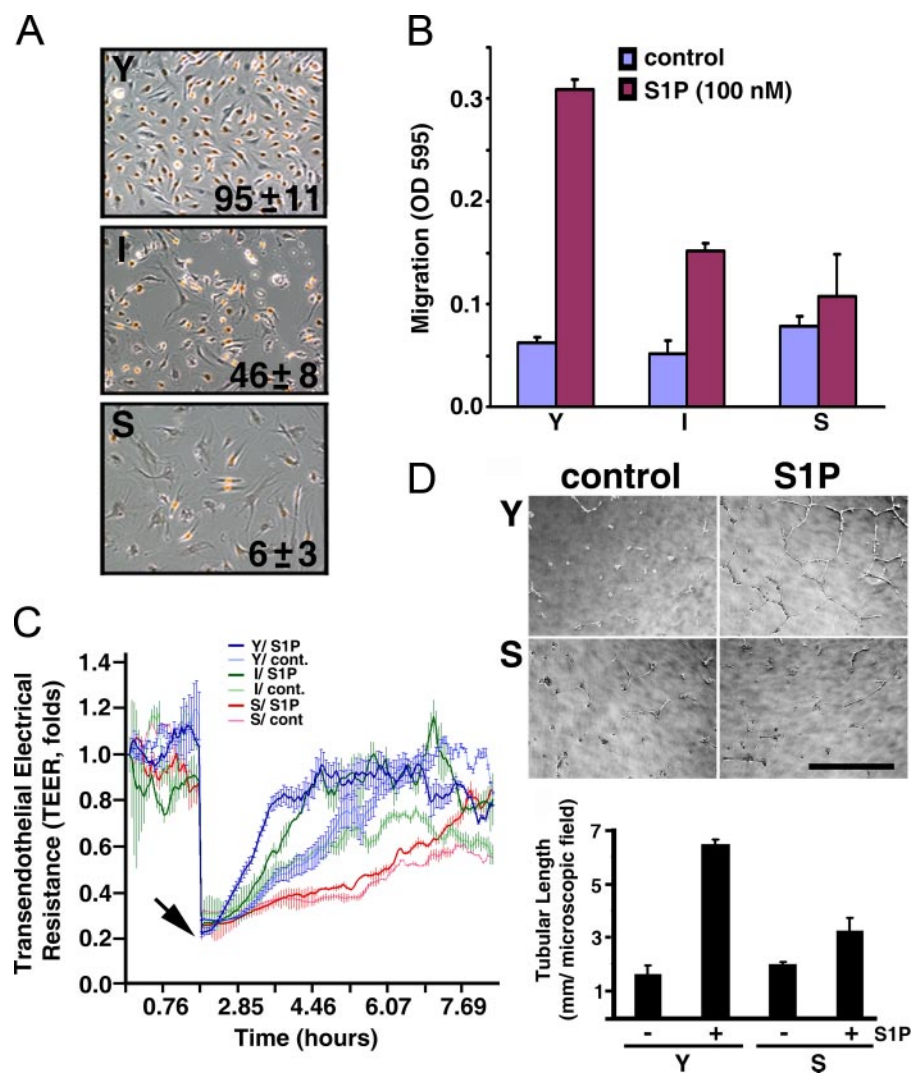 A
Y
95 ± 11
I
46 ± 8
S
6 ± 3
B
control
S1P (100 nM)
Migration (OD 595)
0.3
0.2
0.1
0.0
Y I S
C
Y/ S1P
Y/ cont.
I/ S1P
I/ cont.
S/ S1P
S/ cont
Transendothelial Electrical
Resistance (TEER, folds)
1.4
1.2
1.0
0.8
0.6
0.4
0.2
0.0
0.76 2.85 4.46 6.07 7.69
Time (hours)
D
control S1P
Y
S
Tubular Length
(mm/ microscopic field)
7
5
3
1
- + - + S1P
Y S